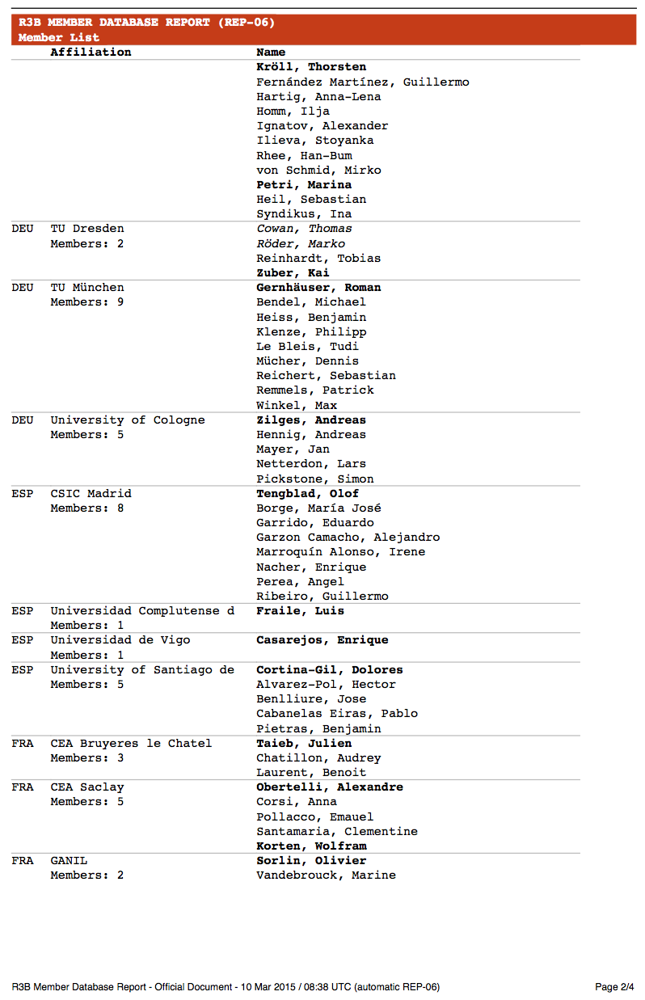 R3B MEMBER DATABASE REPORT (REP-06)
Member List
Affiliation Name
Kröll, Thorsten
Fernández Martínez, Guillermo
Hartig, Anna-Lena
Homm, Ilja
Ignatov, Alexander
Ilieva, Stoyanka
Rhee, Han-Bum
von Schmid, Mirko
Petri, Marina
Heil, Sebastian
Syndikus, Ina
DEU TU Dresden Cowan, Thomas
Members: 2 Röder, Marko
Reinhardt, Tobias
Zuber, Kai
DEU TU München Gernhäuser, Roman
Members: 9 Bendel, Michael
Heiss, Benjamin
Klenze, Philipp
Le Bleis, Tudi
Mücher, Dennis
Reichert, Sebastian
Remmels, Patrick
Winkel, Max
DEU University of Cologne Zilges, Andreas
Members: 5 Hennig, Andreas
Mayer, Jan
Netterdon, Lars
Pickstone, Simon
ESP CSIC Madrid Tengblad, Olof
Members: 8 Borge, María José
Garrido, Eduardo
Garzon Camacho, Alejandro
Marroquín Alonso, Irene
Nacher, Enrique
Perea, Angel
Ribeiro, Guillermo
ESP Universidad Complutense d Fraile, Luis
Members: 1
ESP Universidad de Vigo Casarejos, Enrique
Members: 1
ESP University of Santiago de Cortina-Gil, Dolores
Members: 5 Alvarez-Pol, Hector
Benlliure, Jose
Cabanelas Eiras, Pablo
Pietras, Benjamin
FRA CEA Bruyeres le Chatel Taieb, Julien
Members: 3 Chatillon, Audrey
Laurent, Benoit
FRA CEA Saclay Obertelli, Alexandre
Members: 5 Corsi, Anna
Pollacco, Emauel
Santamaria, Clementine
Korten, Wolfram
FRA GANIL Sorlin, Olivier
Members: 2 Vandebrouck, Marine
R3B Member Database Report - Official Document - 10 Mar 2015 / 08:38 UTC (automatic REP-06) Page 2/4